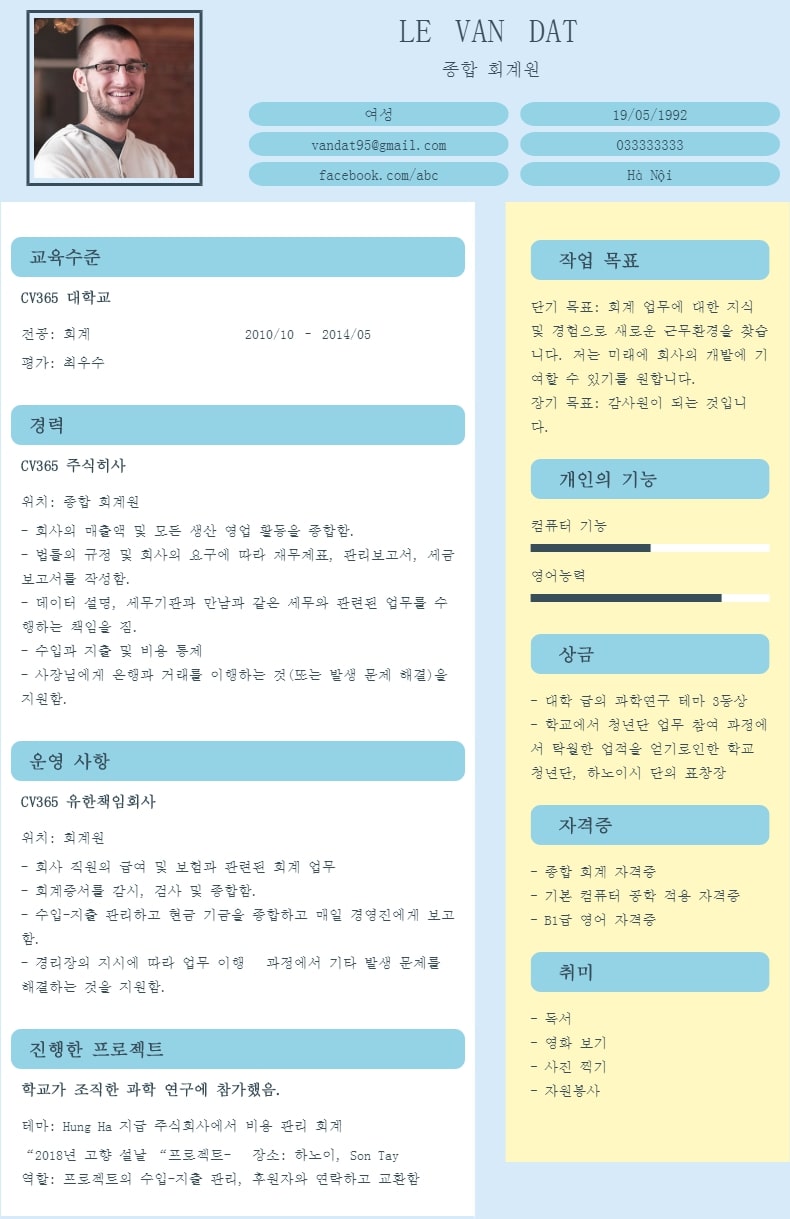 LE VAN DAT
종합 회계원
여성
19/05/1992
vandat95@gmail.com
033333333
facebook.com/abc
Hà Nội
교육수준
CV365 대학교
전공: 회계 2010/10 - 2014/05
평가: 최우수
경력
CV365 주식히사
위치: 종합 회계원
- 회사의 매출액 및 모든 생산 영업 활동을 종합함.
- 법률의 규정 및 회사의 요구에 따라 재무제표, 관리보고서, 세금
보고서를 작성함.
- 데이터 설명, 세무기관과 만남과 같은 세무와 관련된 업무를 수
행하는 책임을 짐.
- 수입과 지출 및 비용 통계
- 사장님에게 은행과 거래를 이행하는 것(또는 발생 문제 해결)을
지원함.
운영 사항
CV365 유한책임회사
위치: 회계원
- 회사 직원의 급여 및 보험과 관련된 회계 업무
- 회계증서를 감시, 검사 및 종합함.
- 수입-지출 관리하고 현금 기금을 종합하고 매일 경영진에게 보고
함.
- 경리장의 지시에 따라 업무 이행 과정에서 기타 발생 문제를
해결하는 것을 지원함.
진행한 프로젝트
학교가 조직한 과학 연구에 참가했음.
테마: Hung Ha 지급 주식회사에서 비용 관리 회계
“2018년 고향 설날 “프로젝트- 장소: 하노이, Son Tay
역할: 프로젝트의 수입-지출 관리, 후원자와 연락하고 교환함
작업 목표
단기 목표: 회계 업무에 대한 지식
및 경험으로 새로운 근무환경을 찾습
니다. 저는 미래에 회사의 개발에 기
여할 수 있기를 원합니다.
장기 목표: 감사원이 되는 것입니
다.
개인의 기능
컴퓨터 기능
영어능력
상금
- 대학 급의 과학연구 테마 3등상
- 학교에서 청년단 업무 참여 과정에
서 탁월한 업적을 얻기로인한 학교
청년단, 하노이시 단의 표창장
자격증
- 종합 회계 자격증
- 기본 컴퓨터 공학 적용 자격증
- B1급 영어 자격증
취미
- 독서
- 영화 보기
- 사진 찍기
- 자원봉사